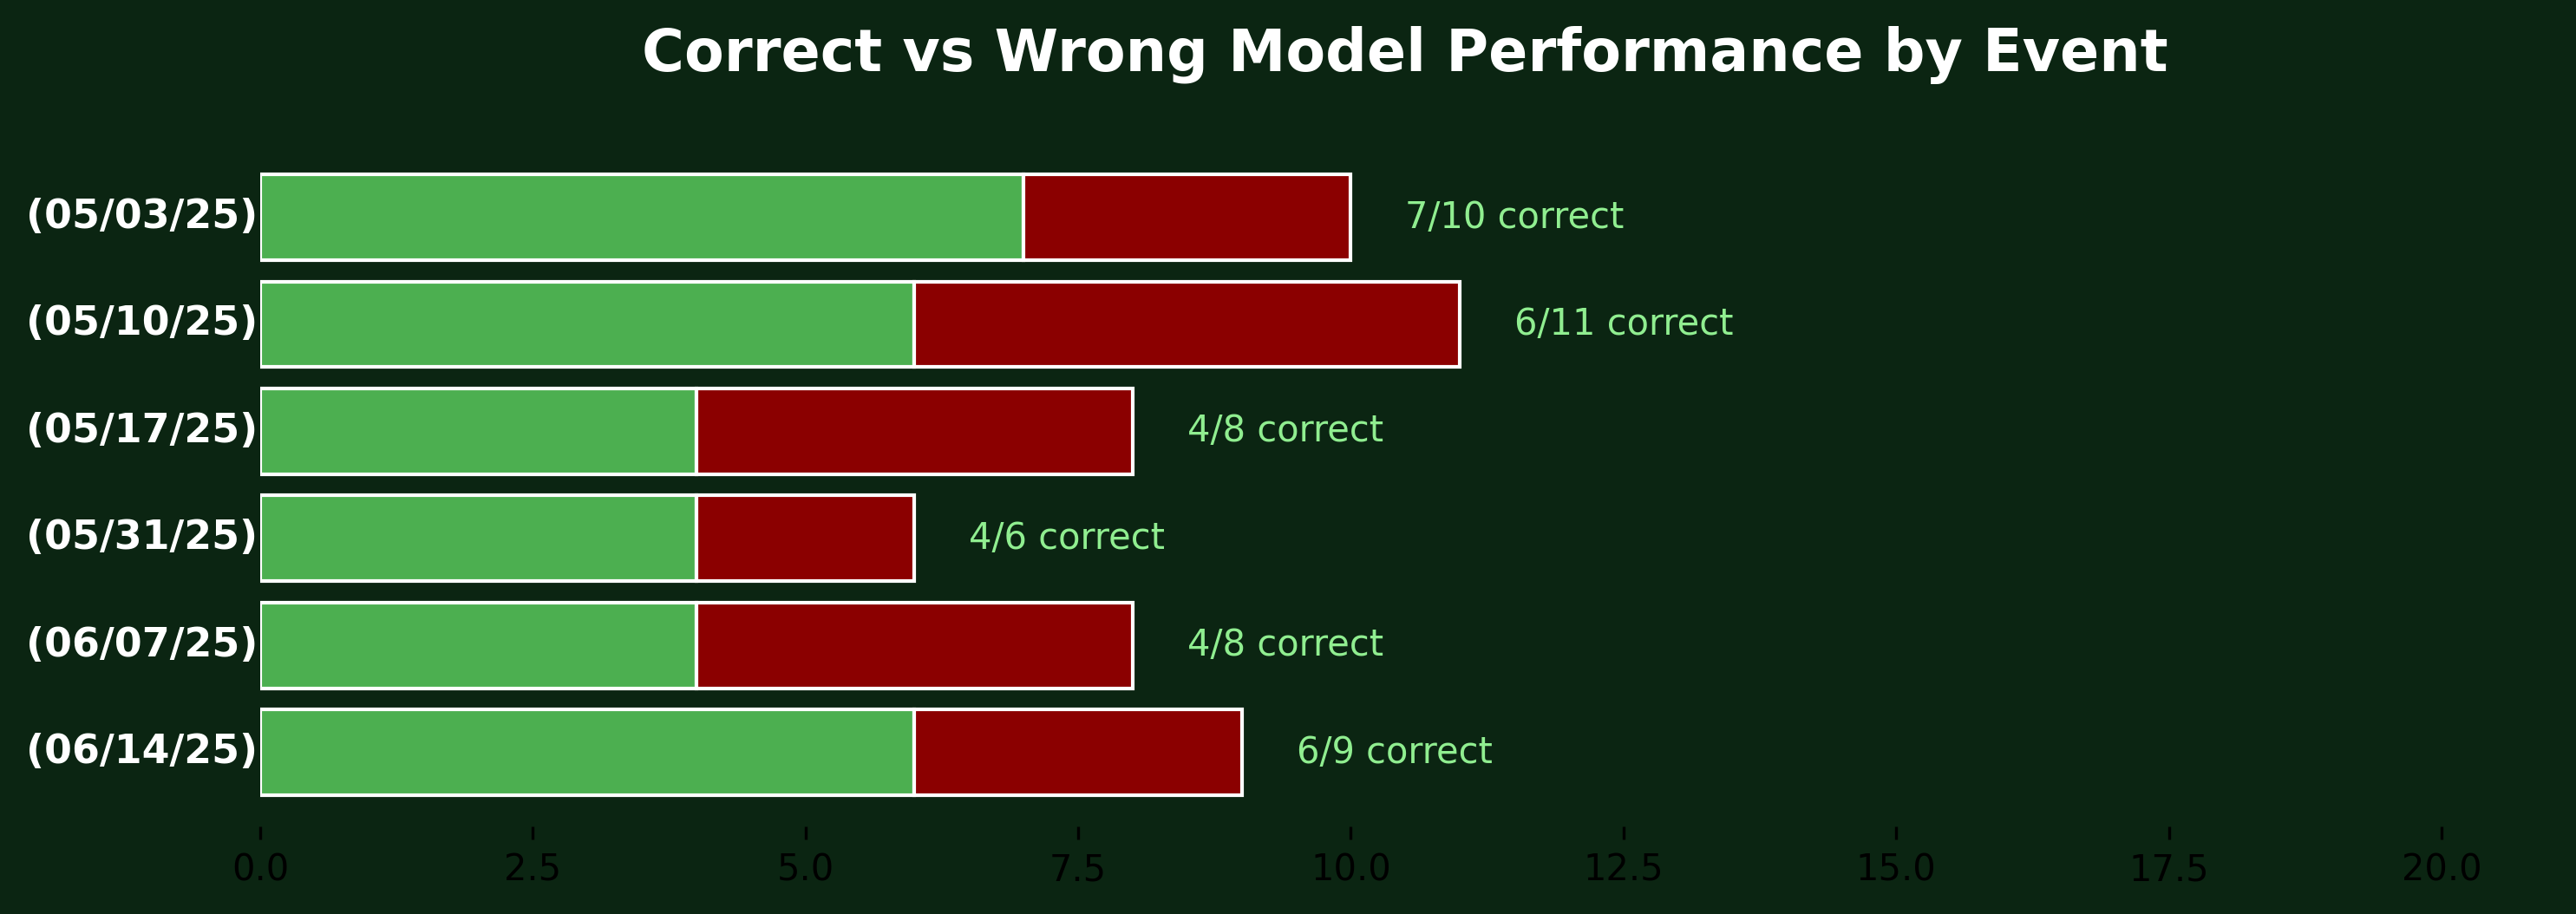 Correct vs Wrong Model Performance by Event
(05/03/25) 7/10 correct
(05/10/25) 6/11 correct
(05/17/25) 4/8 correct
(05/31/25) 4/6 correct
(06/07/25) 4/8 correct
(06/14/25) 6/9 correct
0.0 2.5 5.0 7.5 10.0 12.5 15.0 17.5 20.0